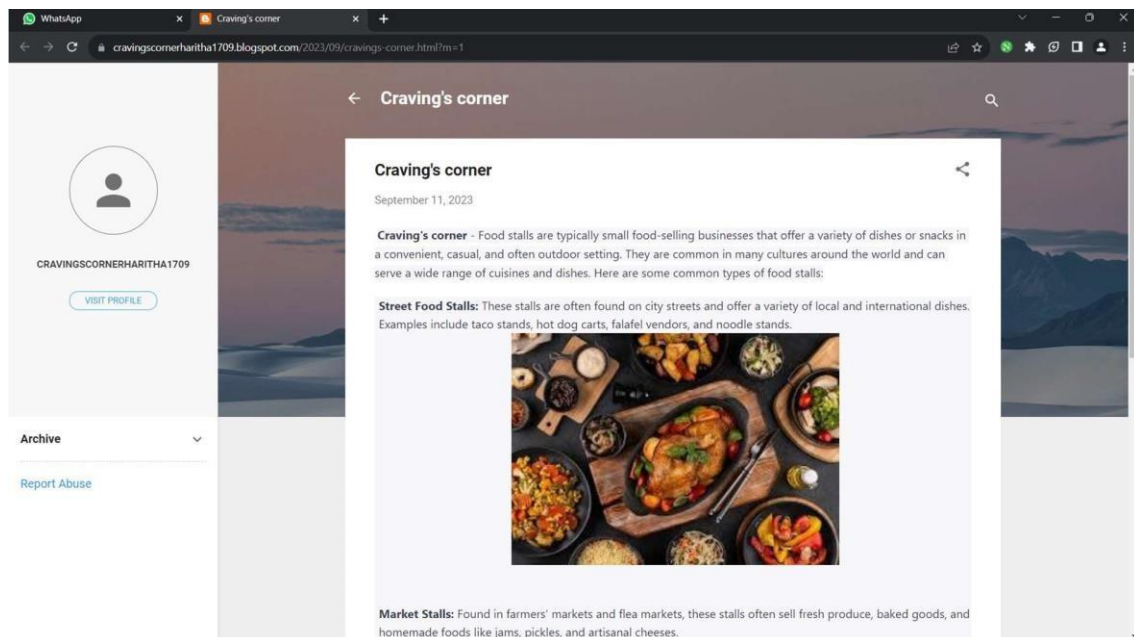 WhatsApp
Craving's corner
cravingscornerharitha1709.blogspot.com/2023/09/cravings-corner.html?m=1
Craving's corner
CRAVINGSCORNERHARITHA1709
VISIT PROFILE
Archive
Report Abuse
Craving's corner
September 11, 2023
Craving's corner - Food stalls are typically small food-selling businesses that offer a variety of dishes or snacks in
a convenient, casual, and often outdoor setting. They are common in many cultures around the world and can
serve a wide range of cuisines and dishes. Here are some common types of food stalls:
Street Food Stalls: These stalls are often found on city streets and offer a variety of local and international dishes.
Examples include taco stands, hot dog carts, falafel vendors, and noodle stands.
Market Stalls: Found in farmers' markets and flea markets, these stalls often sell fresh produce, baked goods, and
homemade foods like jams, pickles, and artisanal cheeses.